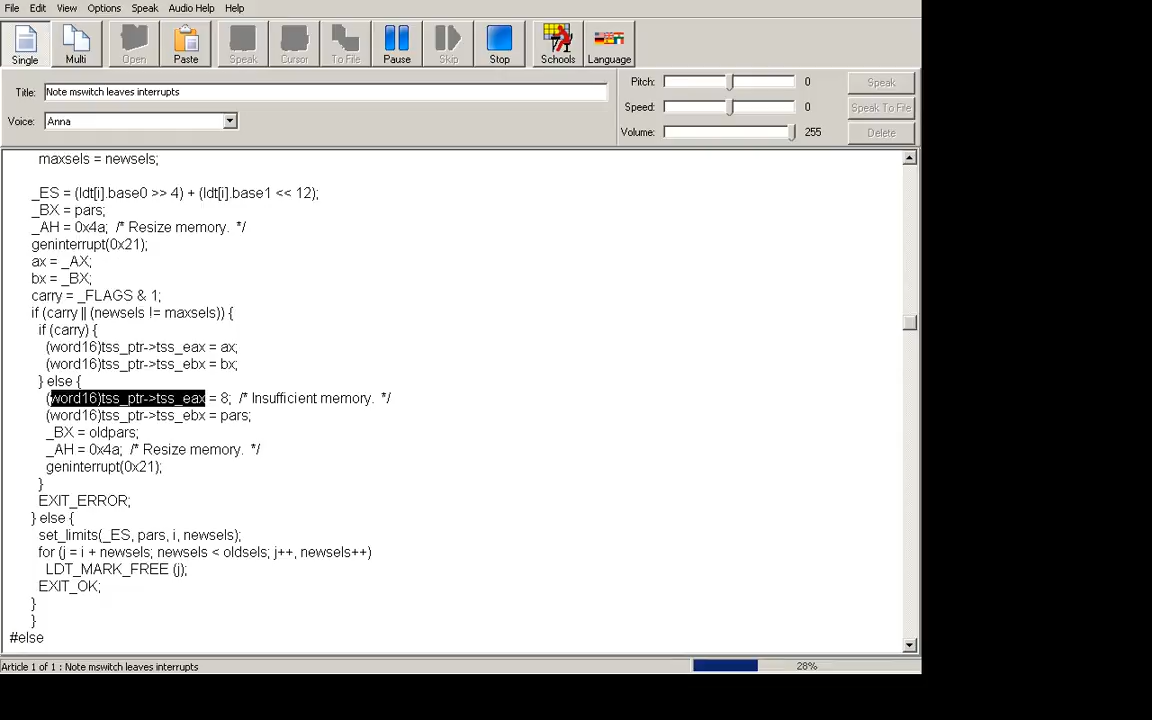 File Edit View Options Speak Audio Help Help
Single Multi Open Paste Speak Cursor To File Pause Skip Stop Schools Language
Title: Note mswitch leaves interrupts
Voice: Anna
Pitch: 0 Speak
Speed: 0 Speak To File
Volume: 255 Delete
maxsels = newsels;
_ES = (ldt[i].base0 >> 4) + (ldt[i].base1 << 12);
_BX = pars;
_AH = 0x4a; /* Resize memory. */
geninterrupt(0x21);
ax = _AX;
bx = _BX;
carry = _FLAGS & 1;
if (carry || (newsels != maxsels)) {
if (carry) {
(word16)tss_ptr->tss_eax = ax;
(word16)tss_ptr->tss_ebx = bx;
} else {
(word16)tss_ptr->tss_eax = 8; /* Insufficient memory. */
(word16)tss_ptr->tss_ebx = pars;
_BX = oldpars;
_AH = 0x4a; /* Resize memory. */
geninterrupt(0x21);
}
EXIT_ERROR;
} else {
set_limits(_ES, pars, i, newsels);
for (j = i + newsels; newsels < oldsels; j++, newsels++)
LDT_MARK_FREE (j);
EXIT_OK;
}
}
#else
Article 1 of 1 : Note mswitch leaves interrupts 28%